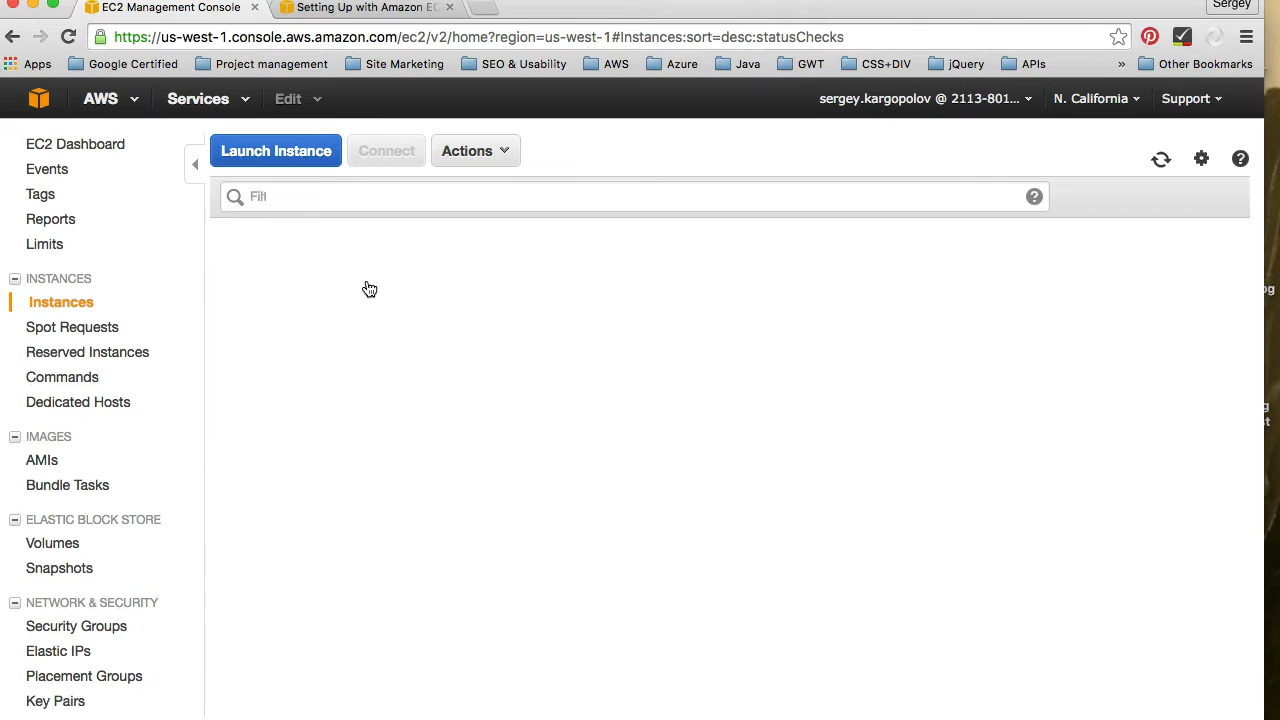 EC2 Management Console
Setting Up with Amazon EC
Sergey
https://us-west-1.console.aws.amazon.com/ec2/v2/home?region=us-west-1#Instances:sort=desc:statusChecks
Apps Google Certified Project management Site Marketing SEO & Usability AWS Azure Java GWT CSS+DIV jQuery APIs » Other Bookmarks
AWS Services Edit sergey.kargopolov @ 2113-801... N. California Support
EC2 Dashboard
Events
Tags
Reports
Limits
INSTANCES
Instances
Spot Requests
Reserved Instances
Commands
Dedicated Hosts
IMAGES
AMIs
Bundle Tasks
ELASTIC BLOCK STORE
Volumes
Snapshots
NETWORK & SECURITY
Security Groups
Elastic IPs
Placement Groups
Key Pairs
Launch Instance Connect Actions
Filt
og
g
st